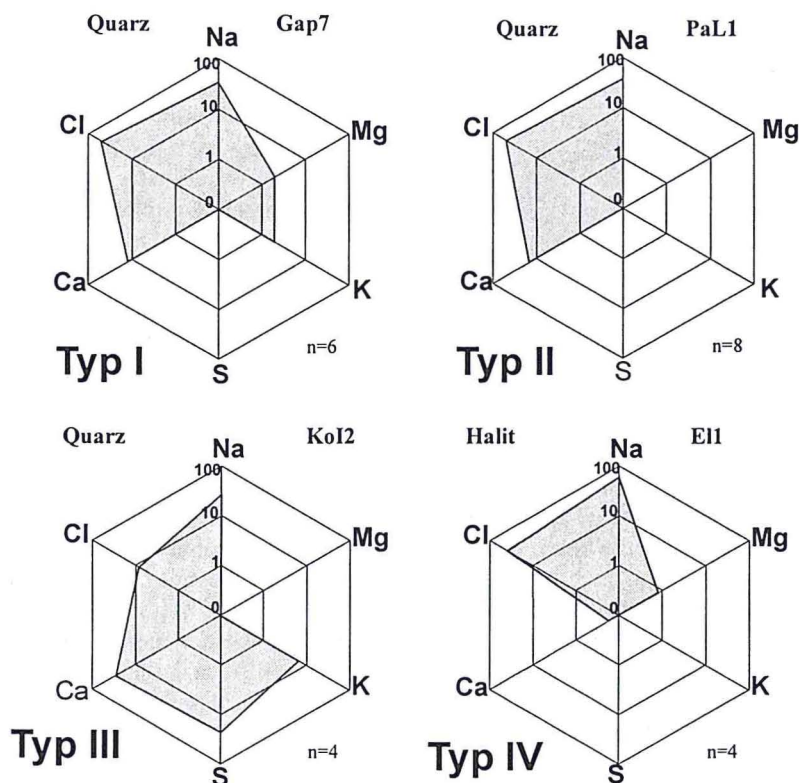 Quarz Gap7
Na
100
10
1
0
Cl
Mg
Ca
K
S
Typ I
n=6
Quarz PaL1
Na
100
10
1
0
Cl
Mg
Ca
K
S
Typ II
n=8
Quarz KoI2
Na
100
10
1
0
Cl
Mg
Ca
K
S
Typ III
n=4
Halit El1
Na
100
10
1
0
Cl
Mg
Ca
K
S
Typ IV
n=4